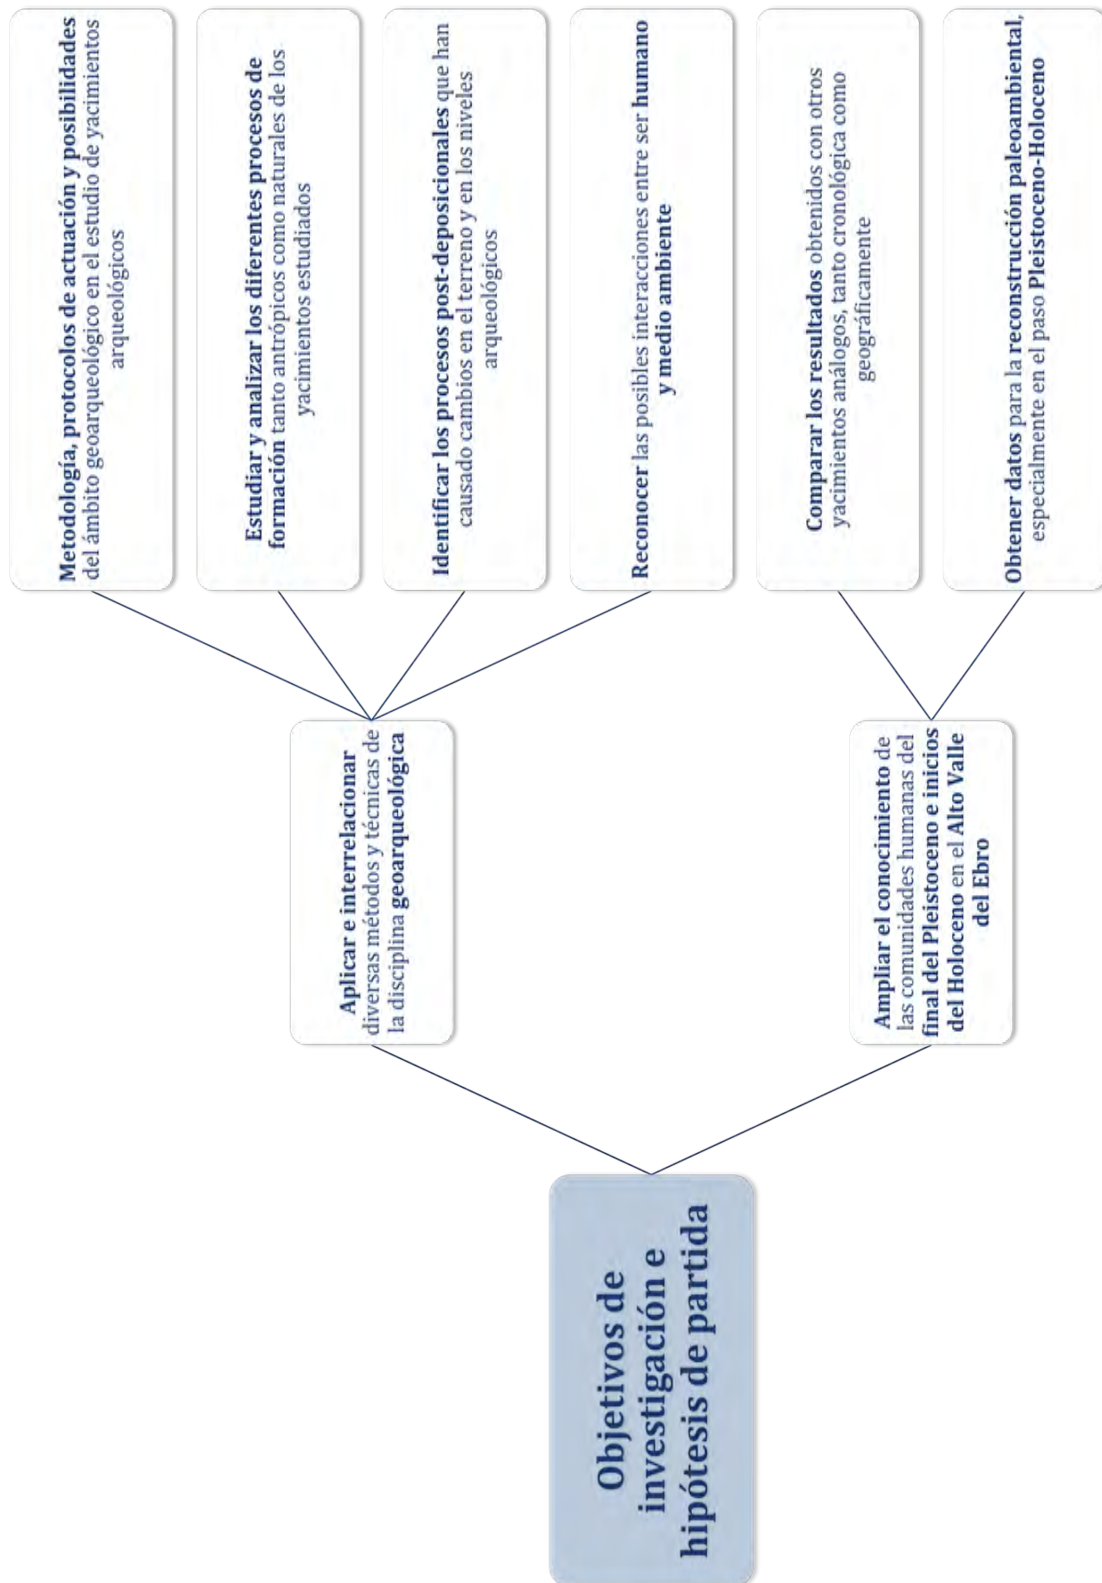 Objetivos de
investigación e
hipótesis de partida
Aplicar e interrelacionar
diversas métodos y técnicas de
la disciplina geoarqueológica
Metodología, protocolos de actuación y posibilidades
del ámbito geoarqueológico en el estudio de yacimientos
arqueológicos
Estudiar y analizar los diferentes procesos de
formación tanto antrópicos como naturales de los
yacimientos estudiados
Identificar los procesos post-deposicionales que han
causado cambios en el terreno y en los niveles
arqueológicos
Reconocer las posibles interacciones entre ser humano
y medio ambiente
Ampliar el conocimiento de
las comunidades humanas del
final del Pleistoceno e inicios
del Holoceno en el Alto Valle
del Ebro
Comparar los resultados obtenidos con otros
yacimientos análogos, tanto cronológica como
geográficamente
Obtener datos para la reconstrucción paleoambiental,
especialmente en el paso Pleistoceno-Holoceno